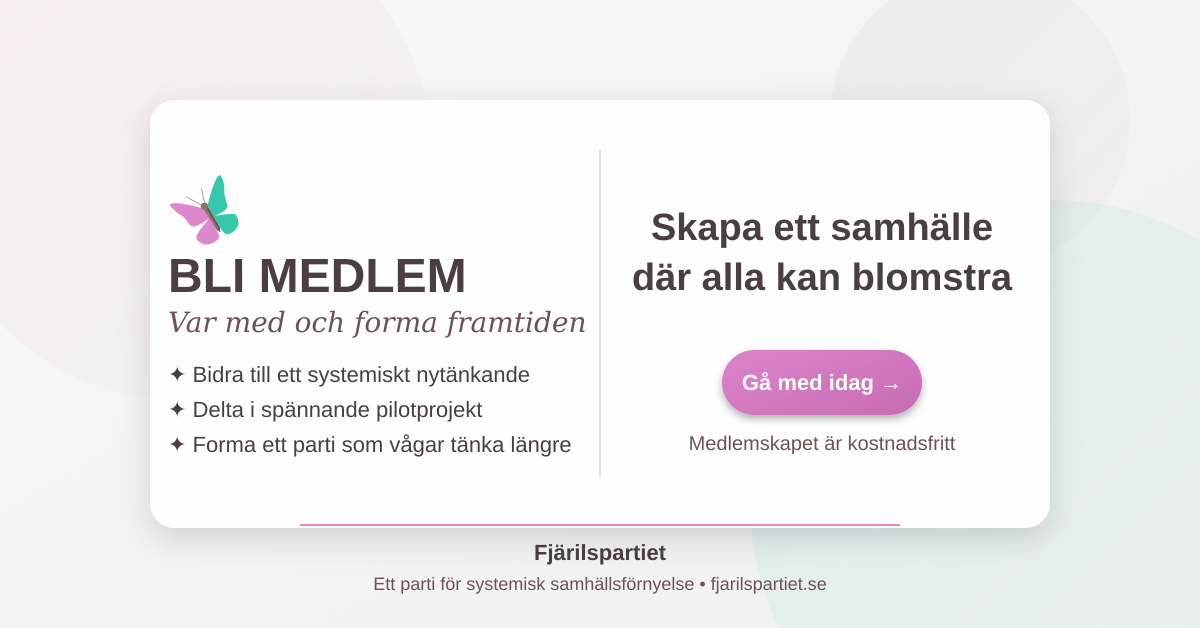 BLI MEDLEM
Var med och forma framtiden
✦ Bidra till ett systemiskt nytänkande
✦ Delta i spännande pilotprojekt
✦ Forma ett parti som vågar tänka längre
Skapa ett samhälle
där alla kan blomstra
Gå med idag →
Medlemskapet är kostnadsfritt
Fjärilspartiet
Ett parti för systemisk samhällsförnyelse • fjarilspartiet.se